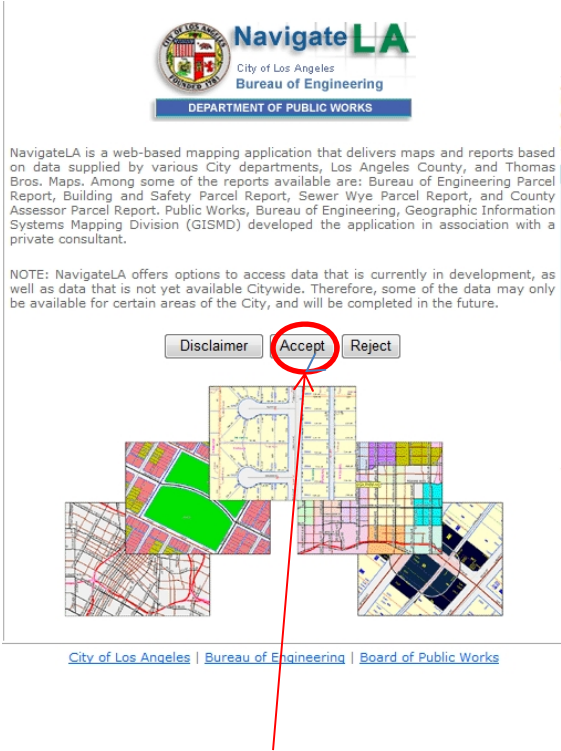 Navigate LA
City of Los Angeles
Bureau of Engineering
DEPARTMENT OF PUBLIC WORKS
NavigateLA is a web-based mapping application that delivers maps and reports based
on data supplied by various City departments, Los Angeles County, and Thomas
Bros. Maps. Among some of the reports available are: Bureau of Engineering Parcel
Report, Building and Safety Parcel Report, Sewer Wye Parcel Report, and County
Assessor Parcel Report. Public Works, Bureau of Engineering, Geographic Information
Systems Mapping Division (GISMD) developed the application in association with a
private consultant.
NOTE: NavigateLA offers options to access data that is currently in development, as
well as data that is not yet available Citywide. Therefore, some of the data may only
be available for certain areas of the City, and will be completed in the future.
Disclaimer Accept Reject
City of Los Angeles | Bureau of Engineering | Board of Public Works